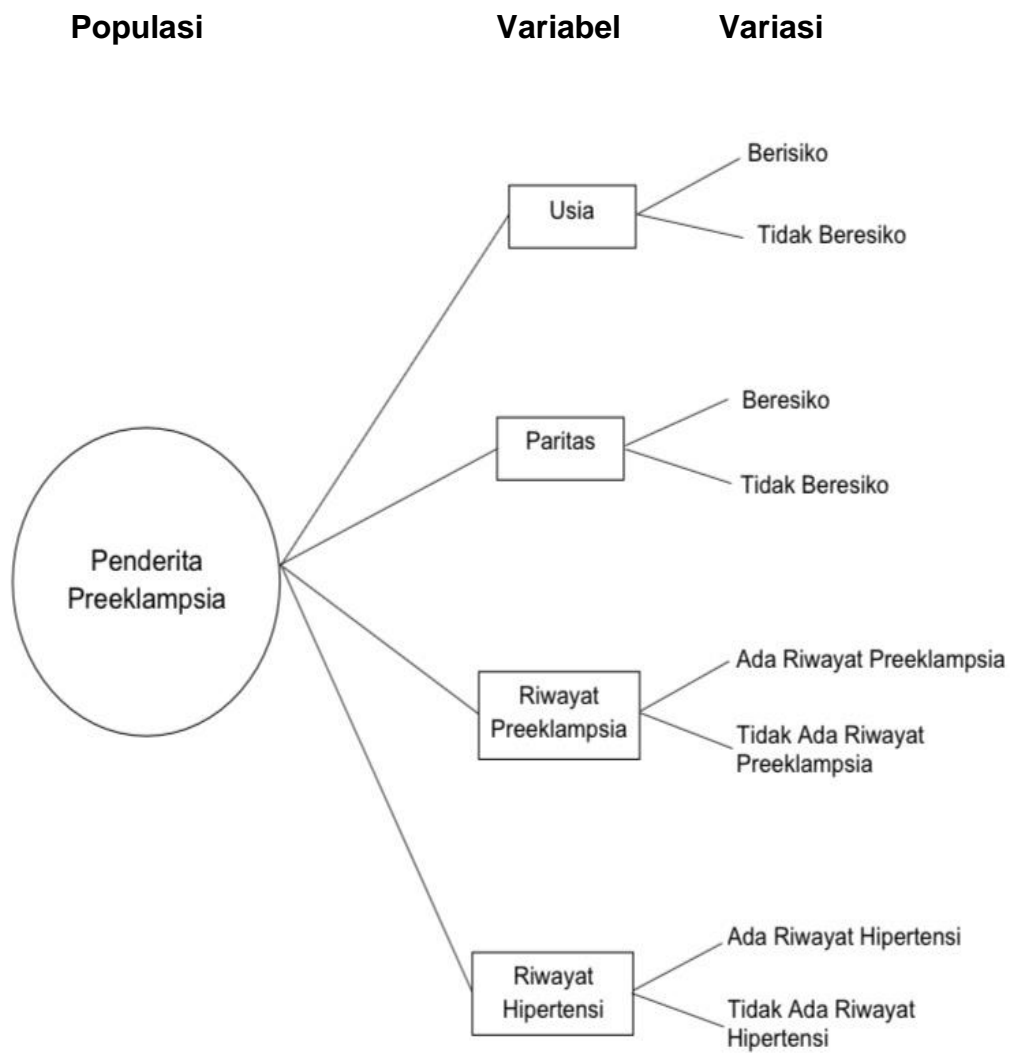 Populasi Variabel Variasi
Berisiko
Usia
Tidak Beresiko
Beresiko
Paritas
Tidak Beresiko
Penderita
Preeklampsia
Ada Riwayat Preeklampsia
Riwayat
Preeklampsia
Tidak Ada Riwayat
Preeklampsia
Ada Riwayat Hipertensi
Riwayat
Hipertensi
Tidak Ada Riwayat
Hipertensi